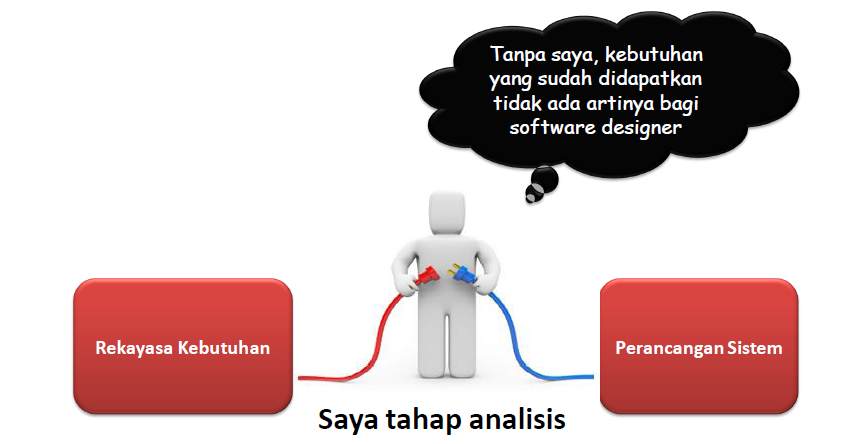 Tanpa saya, kebutuhan
yang sudah didapatkan
tidak ada artinya bagi
software designer
Rekayasa Kebutuhan
Perancangan Sistem
Saya tahap analisis